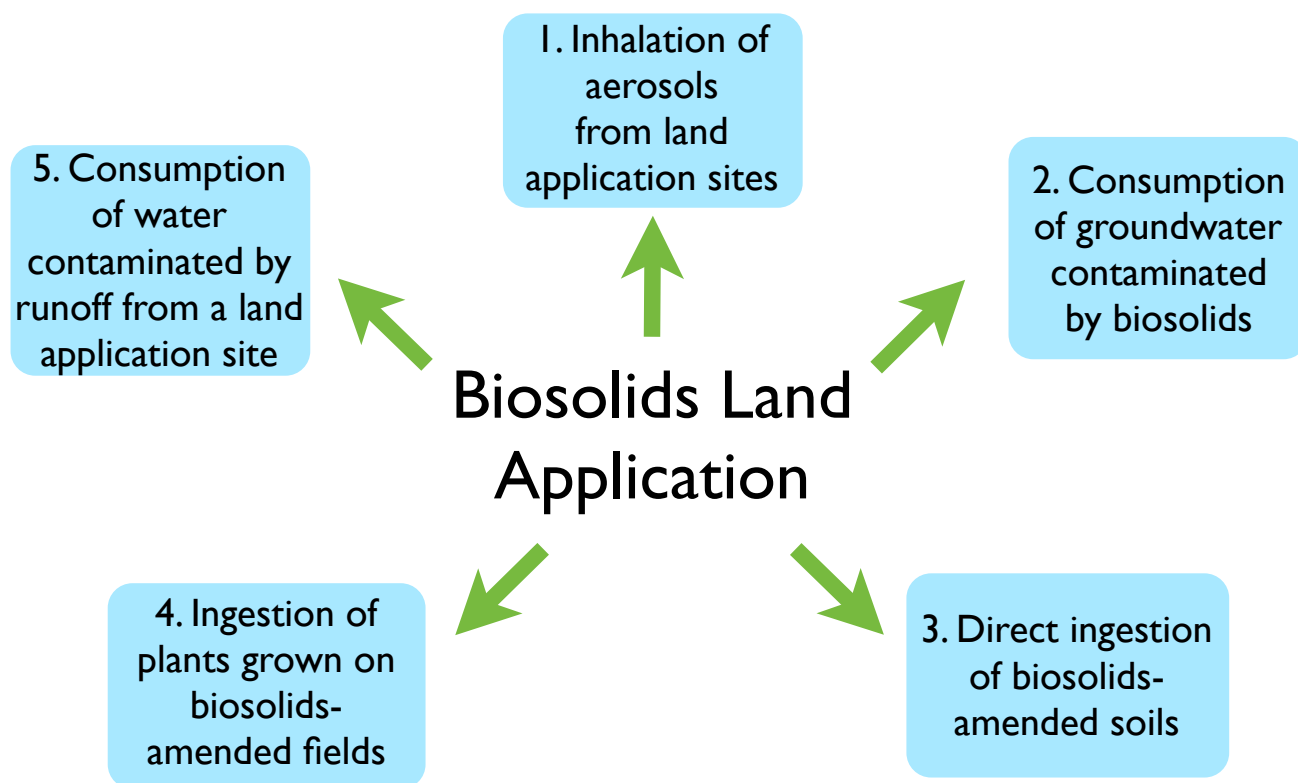 1. Inhalation of
aerosols
from land
application sites
2. Consumption
of groundwater
contaminated
by biosolids
3. Direct ingestion
of biosolids-
amended soils
4. Ingestion of
plants grown on
biosolids-
amended fields
5. Consumption
of water
contaminated by
runoff from a land
application site
Biosolids Land
Application